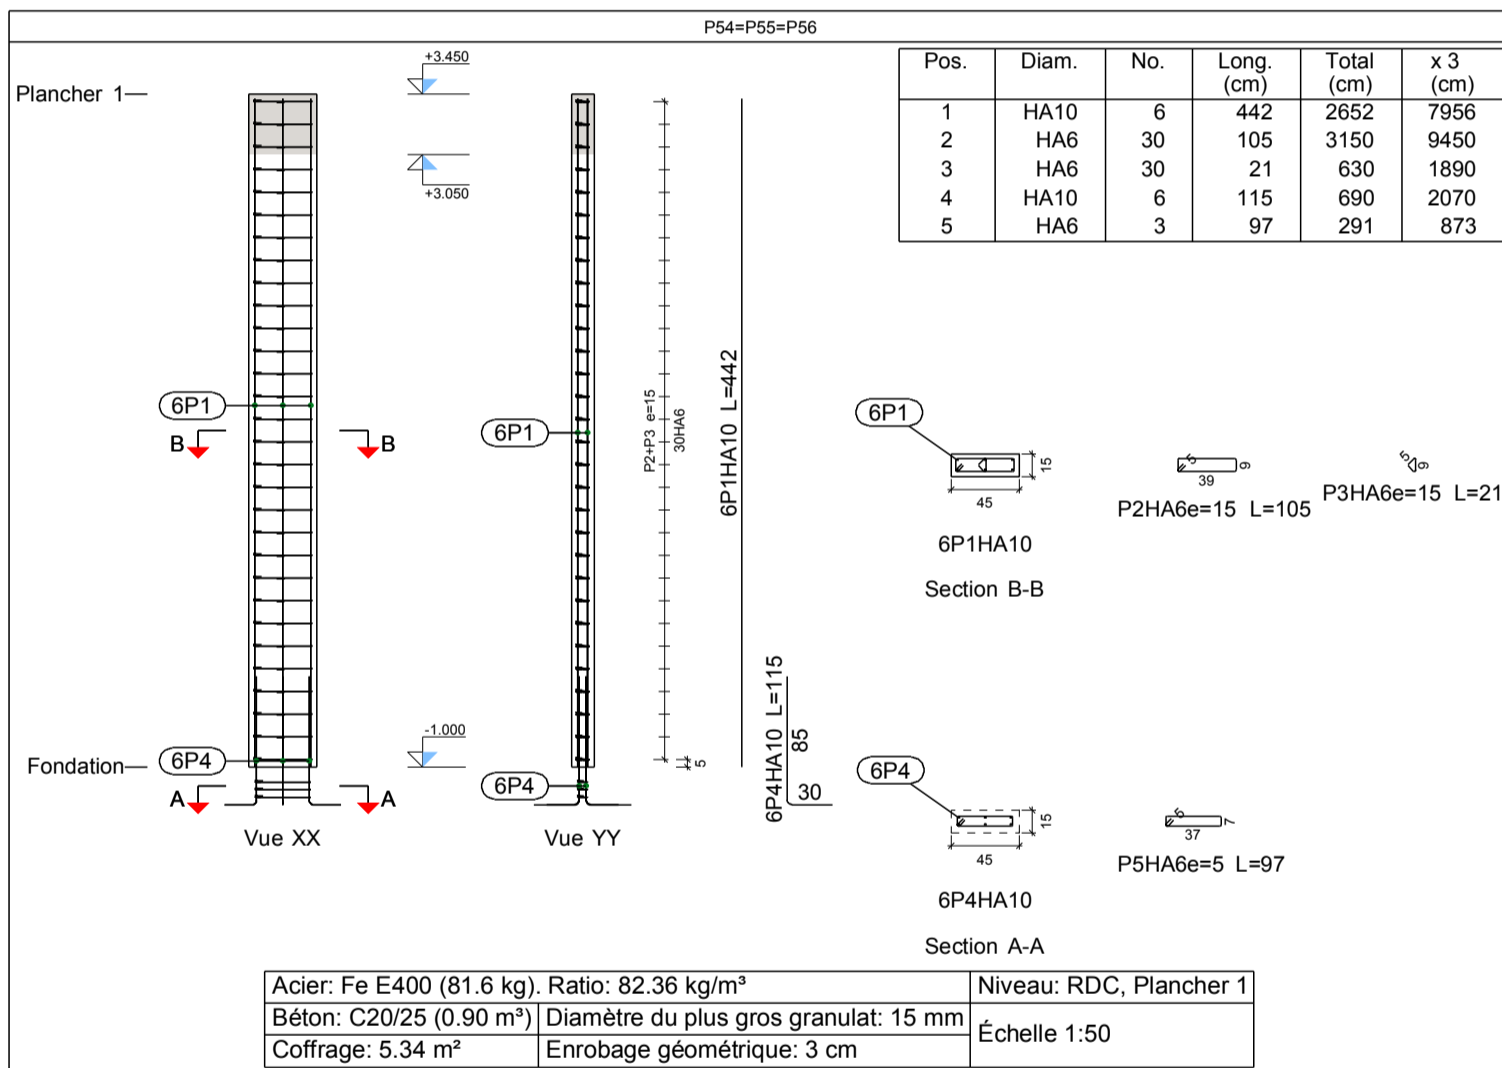 P54=P55=P56
Plancher 1
+3.450
+3.050
Pos. Diam. No. Long. (cm) Total (cm) x 3 (cm)
1 HA10 6 442 2652 7956
2 HA6 30 105 3150 9450
3 HA6 30 21 630 1890
4 HA10 6 115 690 2070
5 HA6 3 97 291 873
6P1
B B
6P1
P2+P3 e=15
30HA6
6P1HA10 L=442
6P1
45
15
6P1HA10
Section B-B
5
39
9
P2HA6e=15 L=105
5
9
P3HA6e=15 L=21
-1.000
Fondation
6P4
A A
Vue XX
6P4
Vue YY
5
6P4HA10 L=115
85
30
6P4
45
15
6P4HA10
Section A-A
5
37
7
P5HA6e=5 L=97
Acier: Fe E400 (81.6 kg). Ratio: 82.36 kg/m³
Niveau: RDC, Plancher 1
Béton: C20/25 (0.90 m³) Diamètre du plus gros granulat: 15 mm
Échelle 1:50
Coffrage: 5.34 m² Enrobage géométrique: 3 cm